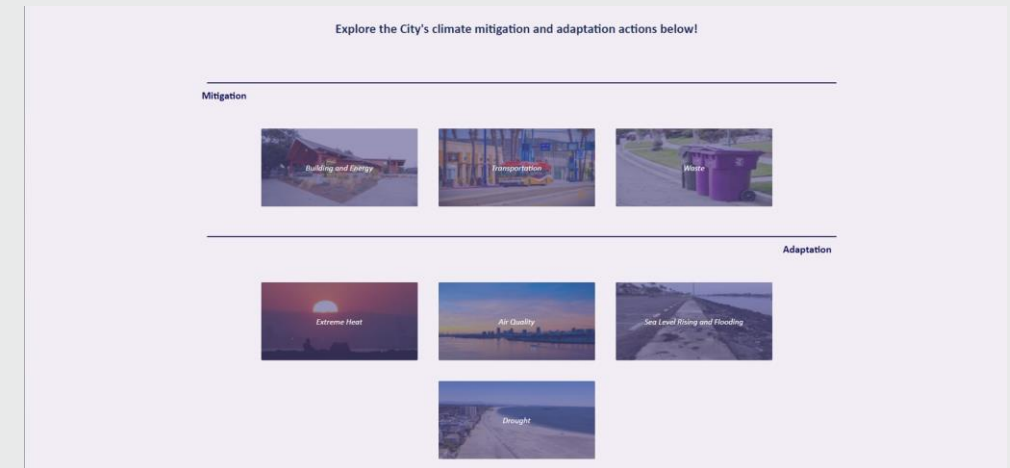 Explore the City's climate mitigation and adaptation actions below!
Mitigation
Building and Energy
Transportation
Waste
Adaptation
Extreme Heat
Air Quality
Sea Level Rising and Flooding
Drought